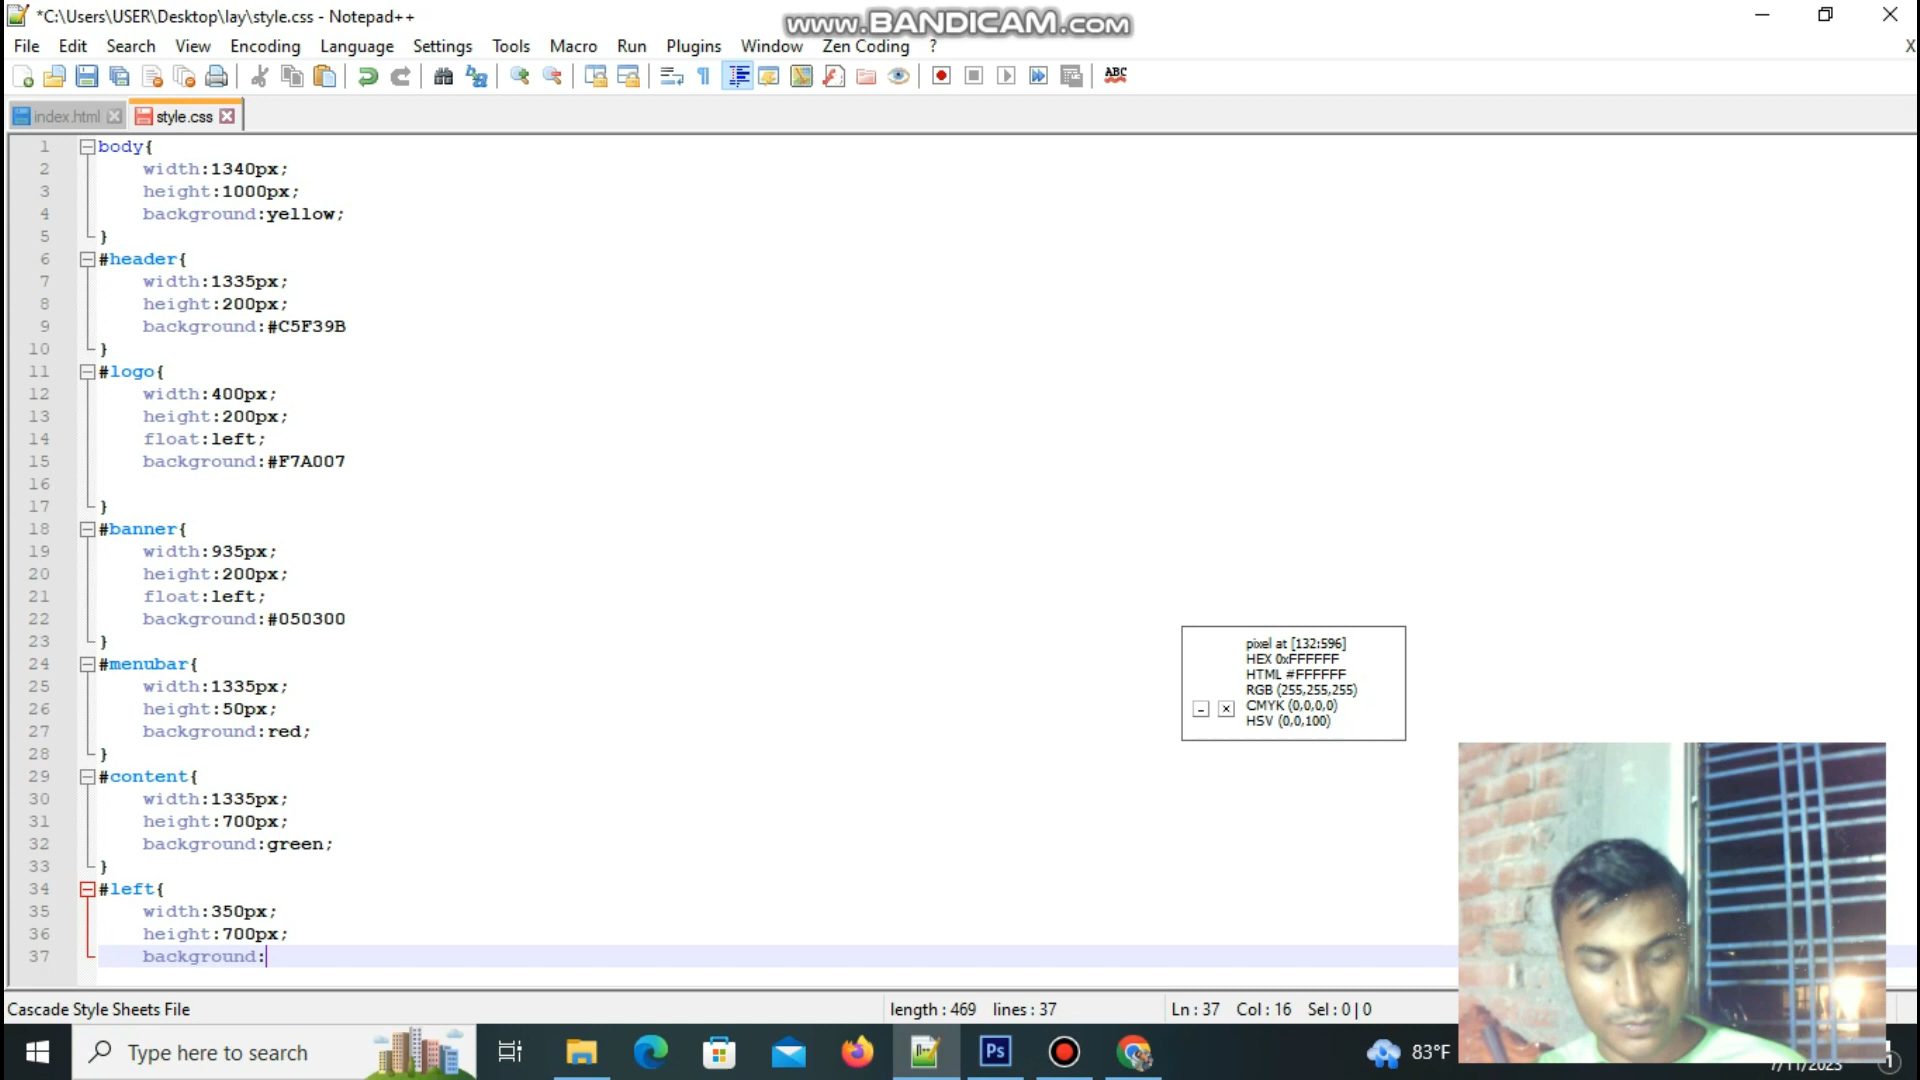 *C:\Users\USER\Desktop\lay\style.css - Notepad++
www.BANDICAM.com
File Edit Search View Encoding Language Settings Tools Macro Run Plugins Window Zen Coding ?
X
ABC
index.html style.css
1 body{
2 width:1340px;
3 height:1000px;
4 background:yellow;
5 }
6 #header{
7 width:1335px;
8 height:200px;
9 background:#C5F39B
10 }
11 #logo{
12 width:400px;
13 height:200px;
14 float:left;
15 background:#F7A007
16
17 }
18 #banner{
19 width:935px;
20 height:200px;
21 float:left;
22 background:#050300
23 }
24 #menubar{
25 width:1335px;
26 height:50px;
27 background:red;
28 }
29 #content{
30 width:1335px;
31 height:700px;
32 background:green;
33 }
34 #left{
35 width:350px;
36 height:700px;
37 background:
pixel at [132:596]
HEX 0xFFFFFF
HTML #FFFFFF
RGB (255,255,255)
CMYK (0,0,0,0)
HSV (0,0,100)
Cascade Style Sheets File length : 469 lines : 37 Ln : 37 Col : 16 Sel : 0 | 0
Type here to search
Ps
83°F
7/11/2023
1